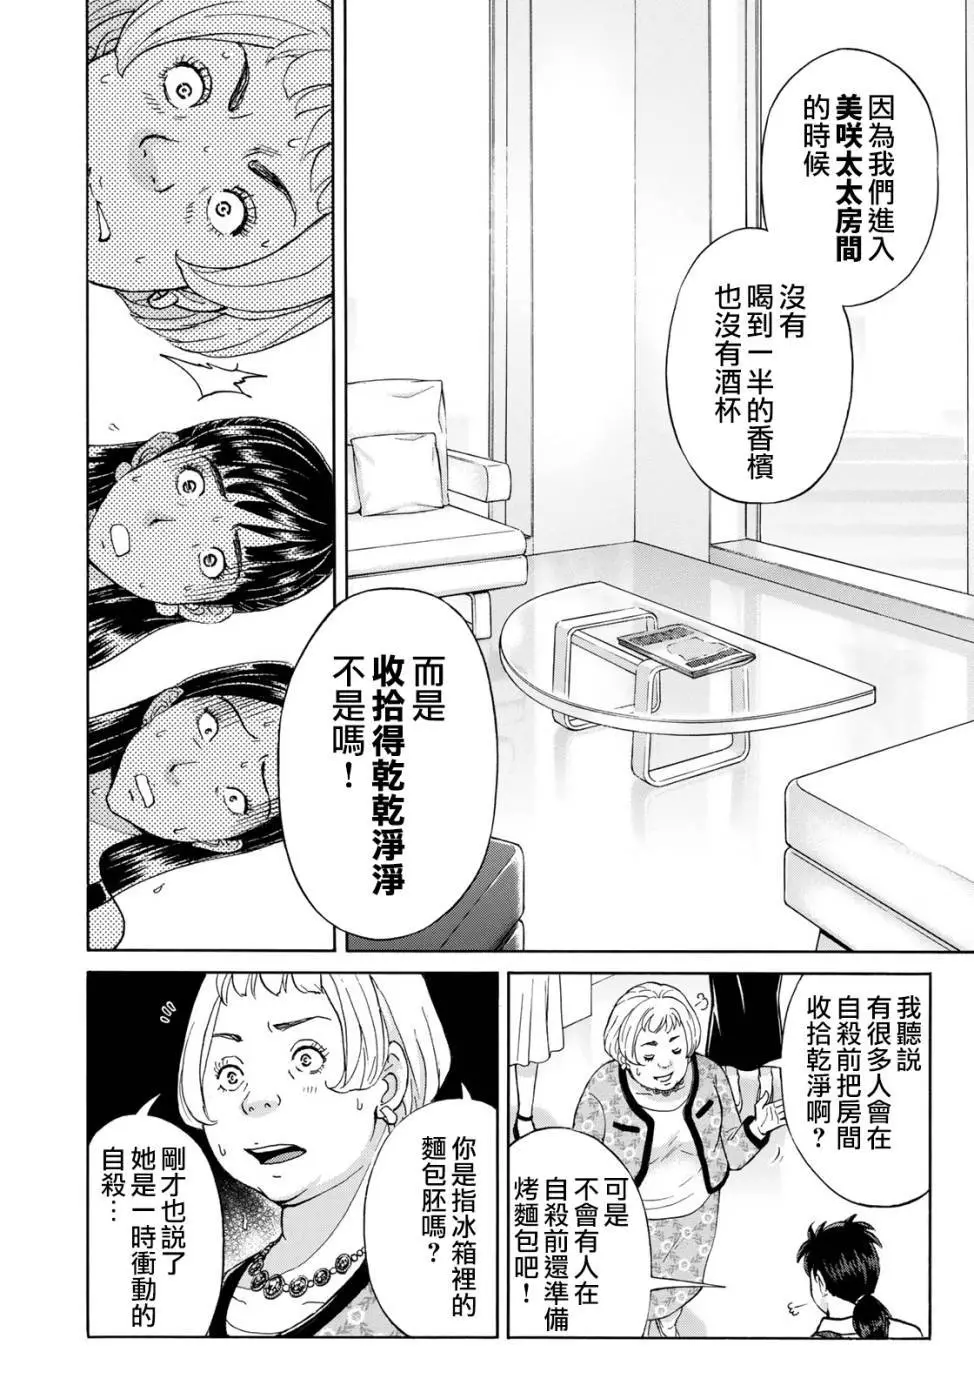 因為我們進入
美咲太太房間
的時候
沒有
喝到一半的香檳
也沒有酒杯
而是
收拾得乾乾淨淨
不是嗎！
我聽說
有很多人會在
自殺前把房間
收拾乾淨啊？
可是
不會有人在
自殺前還準備
烤麵包吧！
你是指冰箱裡的
麵包胚嗎？
剛才也說了
她是一時衝動的
自殺…